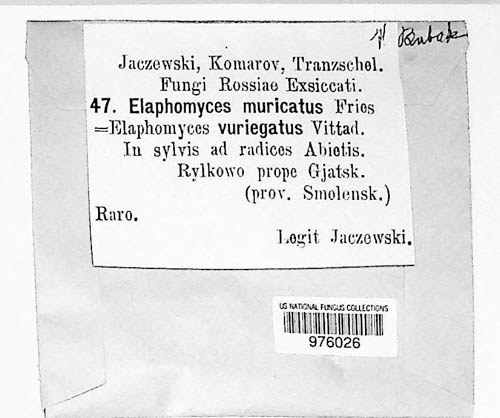 Jaczewski, Komarov, Tranzschel.
Fungi Rossiae Exsiccati.
47. Elaphomyces muricatus Fries
=Elaphomyces vuriegatus Vittad.
In sylvis ad radices Abietis.
Rylkowo prope Gjatsk.
(prov. Smolensk.)
Raro.
Legit Jaczewski.
US NATIONAL FUNGUS COLLECTIONS
976026